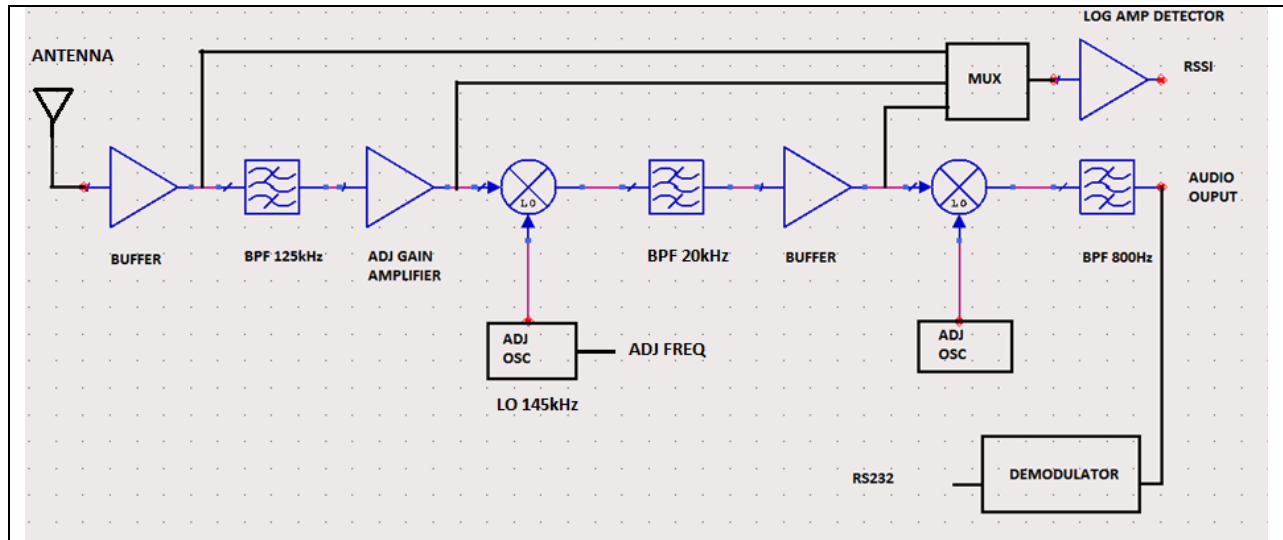 LOG AMP DETECTOR
ANTENNA
MUX
RSSI
AUDIO
OUPUT
LO
LO
BUFFER
BPF 125kHz
ADJ GAIN
AMPLIFIER
BPF 20kHz
BUFFER
BPF 800Hz
ADJ
OSC
ADJ FREQ
ADJ
OSC
LO 145kHz
RS232
DEMODULATOR